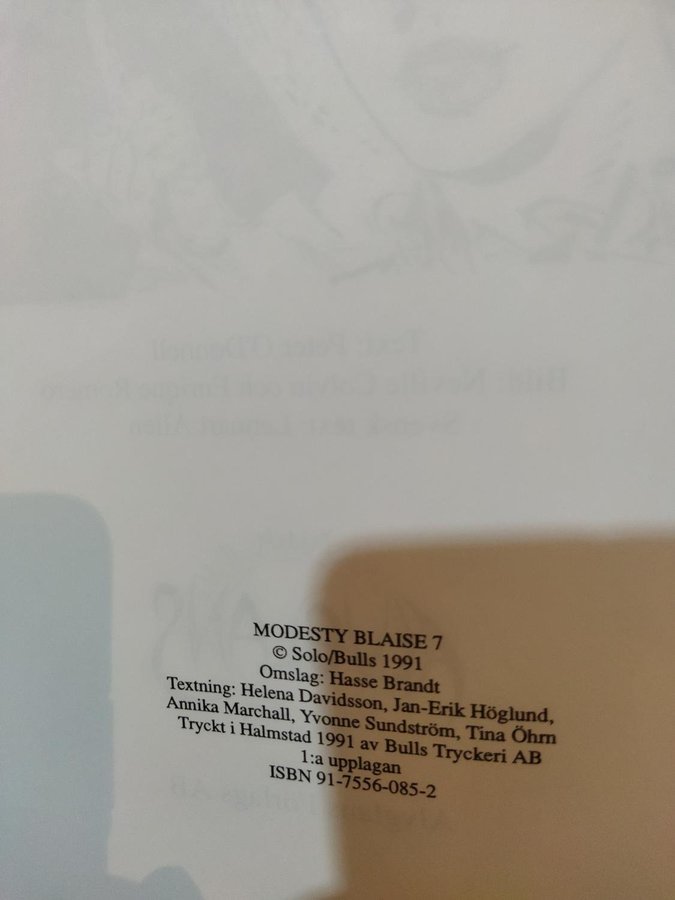 MODESTY BLAISE 7
© Solo/Bulls 1991
Omslag: Hasse Brandt
Textning: Helena Davidsson, Jan-Erik Höglund,
Annika Marchall, Yvonne Sundström, Tina Öhrn
Tryckt i Halmstad 1991 av Bulls Tryckeri AB
1:a upplagan
ISBN 91-7556-085-2